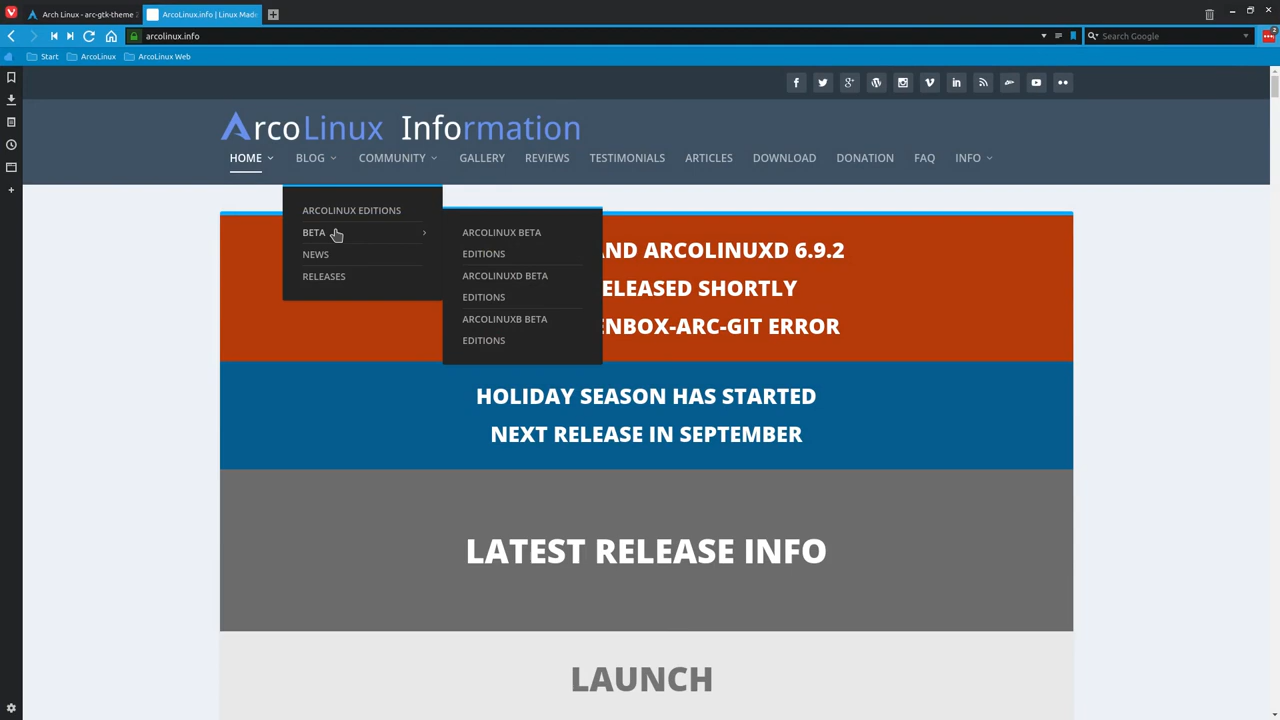 Arch Linux - arc-gtk-theme 2
ArcoLinux.info | Linux Mad
arcolinux.info
Search Google
2
Start
ArcoLinux
ArcoLinux Web
ArcoLinux Information
HOME
BLOG
COMMUNITY
GALLERY
REVIEWS
TESTIMONIALS
ARTICLES
DOWNLOAD
DONATION
FAQ
INFO
ARCOLINUX EDITIONS
BETA
NEWS
RELEASES
ARCOLINUX BETA
EDITIONS
ARCOLINUXD BETA
EDITIONS
ARCOLINUXB BETA
EDITIONS
AND ARCOLINUXD 6.9.2
ELEASED SHORTLY
ENBOX-ARC-GIT ERROR
HOLIDAY SEASON HAS STARTED
NEXT RELEASE IN SEPTEMBER
LATEST RELEASE INFO
LAUNCH